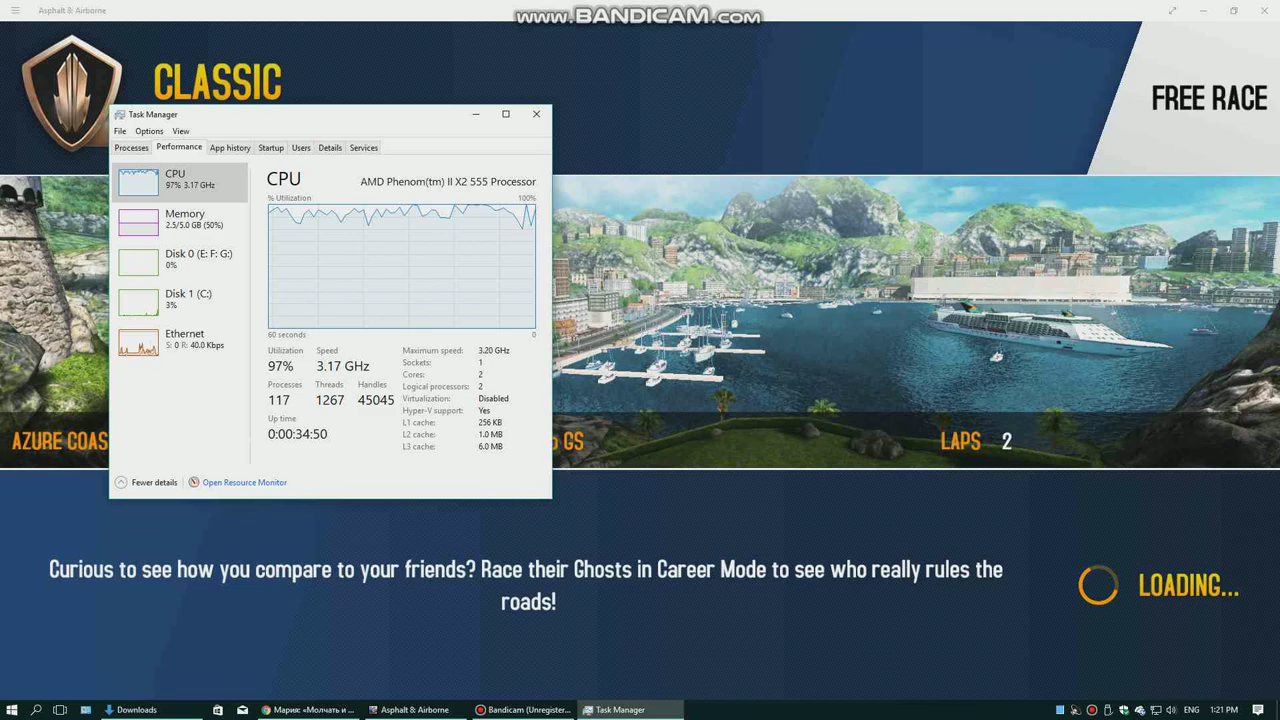 Asphalt 8: Airborne
www.BANDICAM.com
CLASSIC
FREE RACE
Task Manager
File Options View
Processes Performance App history Startup Users Details Services
CPU
97% 3.17 GHz
Memory
2.5/5.0 GB (50%)
Disk 0 (E: F: G:)
0%
Disk 1 (C:)
3%
Ethernet
S: 0 R: 40.0 Kbps
CPU
AMD Phenom(tm) II X2 555 Processor
% Utilization 100%
60 seconds 0
Utilization Speed
97% 3.17 GHz
Processes Threads Handles
117 1267 45045
Up time
0:00:34:50
Maximum speed: 3.20 GHz
Sockets: 1
Cores: 2
Logical processors: 2
Virtualization: Disabled
Hyper-V support: Yes
L1 cache: 256 KB
L2 cache: 1.0 MB
L3 cache: 6.0 MB
Fewer details Open Resource Monitor
AZURE COAS
GS
LAPS 2
Curious to see how you compare to your friends? Race their Ghosts in Career Mode to see who really rules the
roads!
LOADING...
Downloads
Мария: «Молчать и ...
Asphalt 8: Airborne
Bandicam (Unregister...
Task Manager
1:21 PM